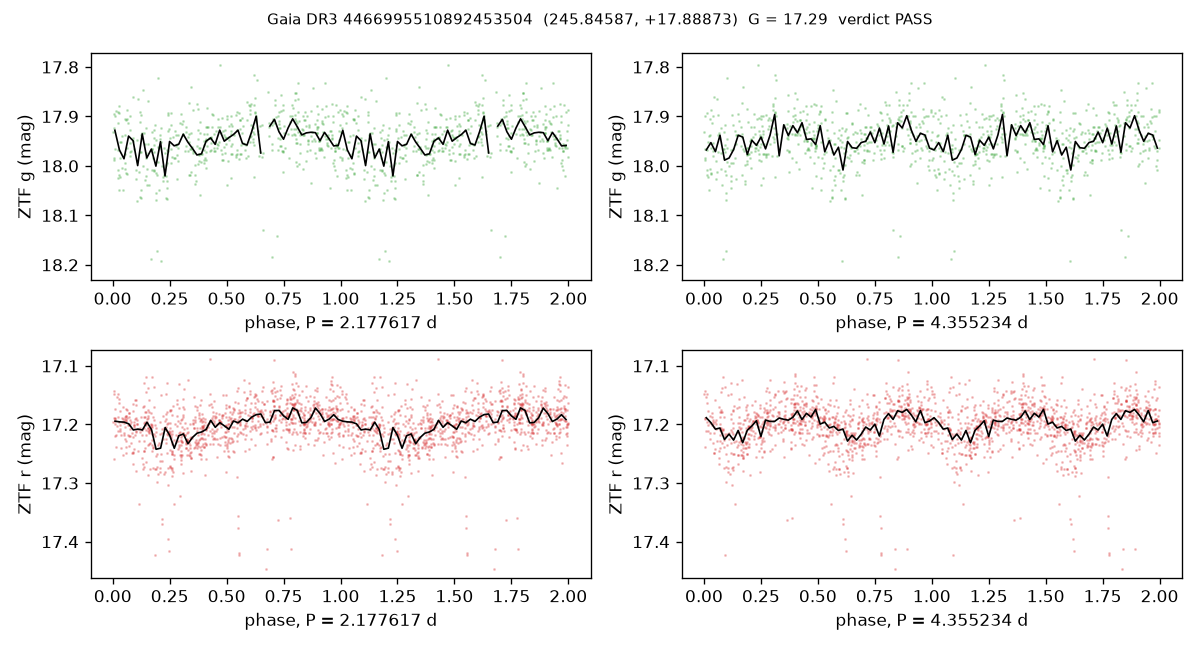 Gaia DR3 4466995510892453504  (245.84587, +17.88873)  G = 17.29  verdict PASS
ZTF g (mag)
17.8
17.9
18.0
18.1
18.2
0.00 0.25 0.50 0.75 1.00 1.25 1.50 1.75 2.00
phase, P = 2.177617 d
ZTF g (mag)
17.8
17.9
18.0
18.1
18.2
0.00 0.25 0.50 0.75 1.00 1.25 1.50 1.75 2.00
phase, P = 4.355234 d
ZTF r (mag)
17.1
17.2
17.3
17.4
0.00 0.25 0.50 0.75 1.00 1.25 1.50 1.75 2.00
phase, P = 2.177617 d
ZTF r (mag)
17.1
17.2
17.3
17.4
0.00 0.25 0.50 0.75 1.00 1.25 1.50 1.75 2.00
phase, P = 4.355234 d